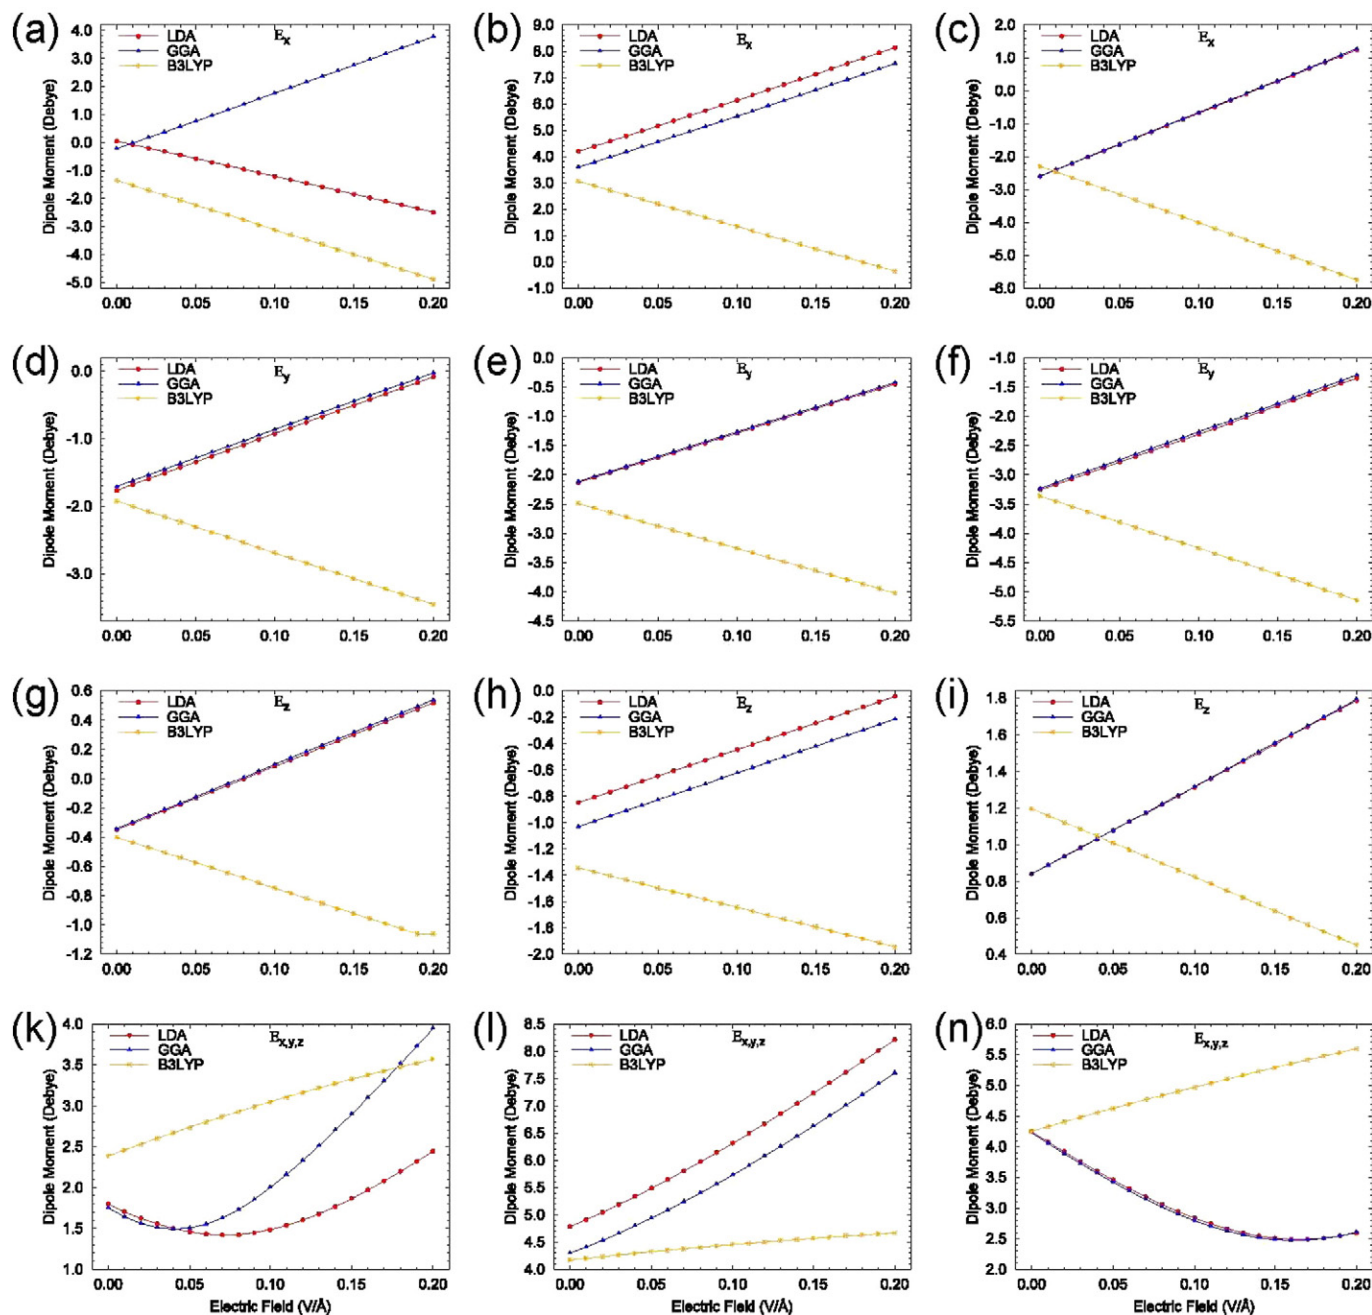 (a)
E_x
LDA
GGA
B3LYP
Dipole Moment (Debye)
4.0
3.0
2.0
1.0
0.0
-1.0
-2.0
-3.0
-4.0
-5.0
0.00 0.05 0.10 0.15 0.20
(b)
E_x
LDA
GGA
B3LYP
Dipole Moment (Debye)
9.0
8.0
7.0
6.0
5.0
4.0
3.0
2.0
1.0
0.0
-1.0
0.00 0.05 0.10 0.15 0.20
(c)
E_x
LDA
GGA
B3LYP
Dipole Moment (Debye)
2.0
1.0
0.0
-1.0
-2.0
-3.0
-4.0
-5.0
-6.0
0.00 0.05 0.10 0.15 0.20
(d)
E_y
LDA
GGA
B3LYP
Dipole Moment (Debye)
0.0
-1.0
-2.0
-3.0
0.00 0.05 0.10 0.15 0.20
(e)
E_y
LDA
GGA
B3LYP
Dipole Moment (Debye)
0.0
-0.5
-1.0
-1.5
-2.0
-2.5
-3.0
-3.5
-4.0
-4.5
0.00 0.05 0.10 0.15 0.20
(f)
E_y
LDA
GGA
B3LYP
Dipole Moment (Debye)
-1.0
-1.5
-2.0
-2.5
-3.0
-3.5
-4.0
-4.5
-5.0
-5.5
0.00 0.05 0.10 0.15 0.20
(g)
E_z
LDA
GGA
B3LYP
Dipole Moment (Debye)
0.6
0.4
0.2
0.0
-0.2
-0.4
-0.6
-0.8
-1.0
-1.2
0.00 0.05 0.10 0.15 0.20
(h)
E_z
LDA
GGA
B3LYP
Dipole Moment (Debye)
0.0
-0.2
-0.4
-0.6
-0.8
-1.0
-1.2
-1.4
-1.6
-1.8
-2.0
0.00 0.05 0.10 0.15 0.20
(i)
E_z
LDA
GGA
B3LYP
Dipole Moment (Debye)
1.8
1.6
1.4
1.2
1.0
0.8
0.6
0.4
0.00 0.05 0.10 0.15 0.20
(k)
E_x,y,z
LDA
GGA
B3LYP
Dipole Moment (Debye)
4.0
3.5
3.0
2.5
2.0
1.5
1.0
0.00 0.05 0.10 0.15 0.20
Electric Field (V/Å)
(l)
E_x,y,z
LDA
GGA
B3LYP
Dipole Moment (Debye)
8.5
8.0
7.5
7.0
6.5
6.0
5.5
5.0
4.5
4.0
0.00 0.05 0.10 0.15 0.20
Electric Field (V/Å)
(n)
E_x,y,z
LDA
GGA
B3LYP
Dipole Moment (Debye)
6.0
5.5
5.0
4.5
4.0
3.5
3.0
2.5
2.0
0.00 0.05 0.10 0.15 0.20
Electric Field (V/Å)